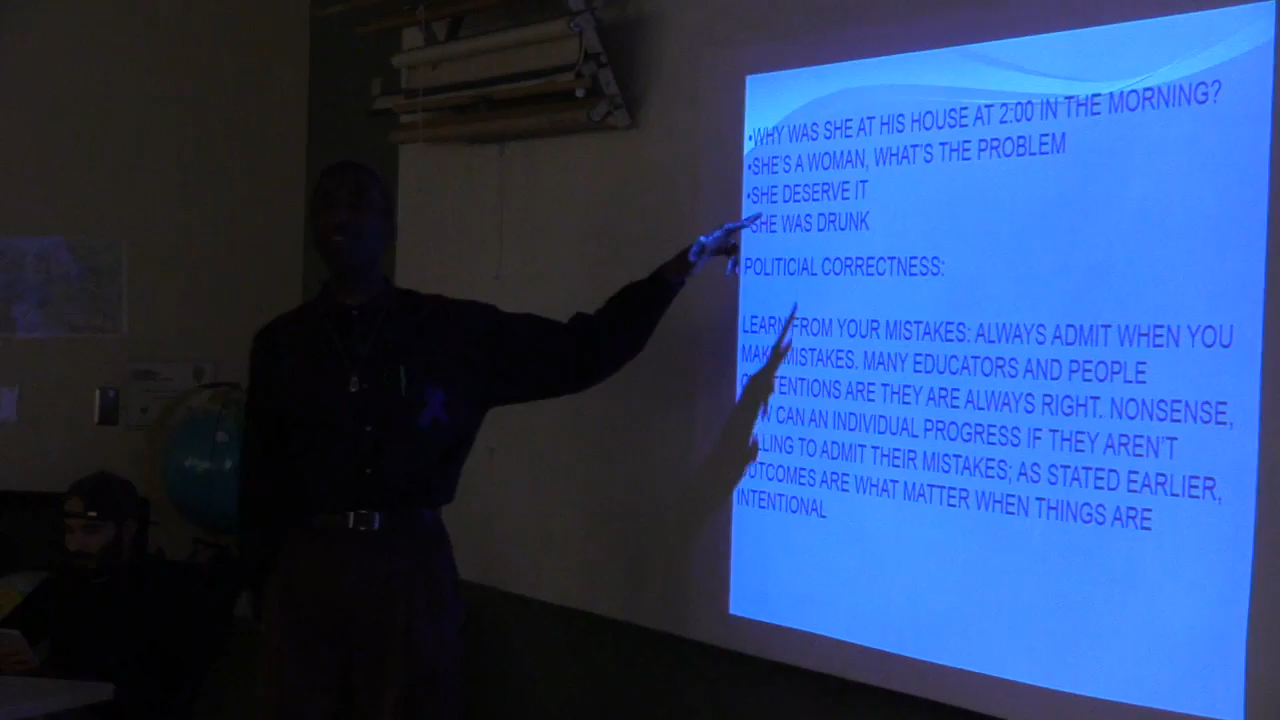 •WHY WAS SHE AT HIS HOUSE AT 2:00 IN THE MORNING?
•SHE'S A WOMAN, WHAT'S THE PROBLEM
•SHE DESERVE IT
SHE WAS DRUNK
POLITICIAL CORRECTNESS:
LEARN FROM YOUR MISTAKES: ALWAYS ADMIT WHEN YOU
MAKE MISTAKES. MANY EDUCATORS AND PEOPLE
ARE THEY ARE ALWAYS RIGHT. NONSENSE,
CAN AN INDIVIDUAL PROGRESS IF THEY AREN'T
TO ADMIT THEIR MISTAKES; AS STATED EARLIER,
OUTCOMES ARE WHAT MATTER WHEN THINGS ARE
INTENTIONAL